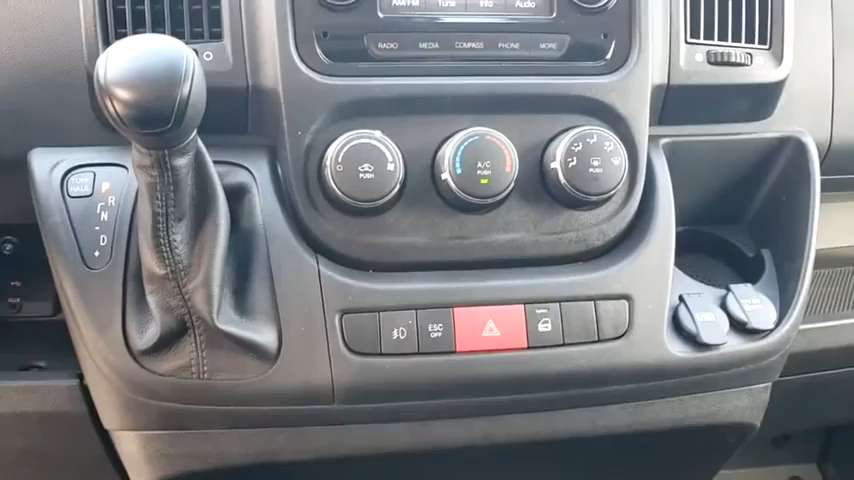 AM/FM Tune Info Audio
RADIO MEDIA COMPASS PHONE MORE
PUSH
A/C
PUSH
PUSH
TOW
HAUL
P
R
N
D
ESC
OFF